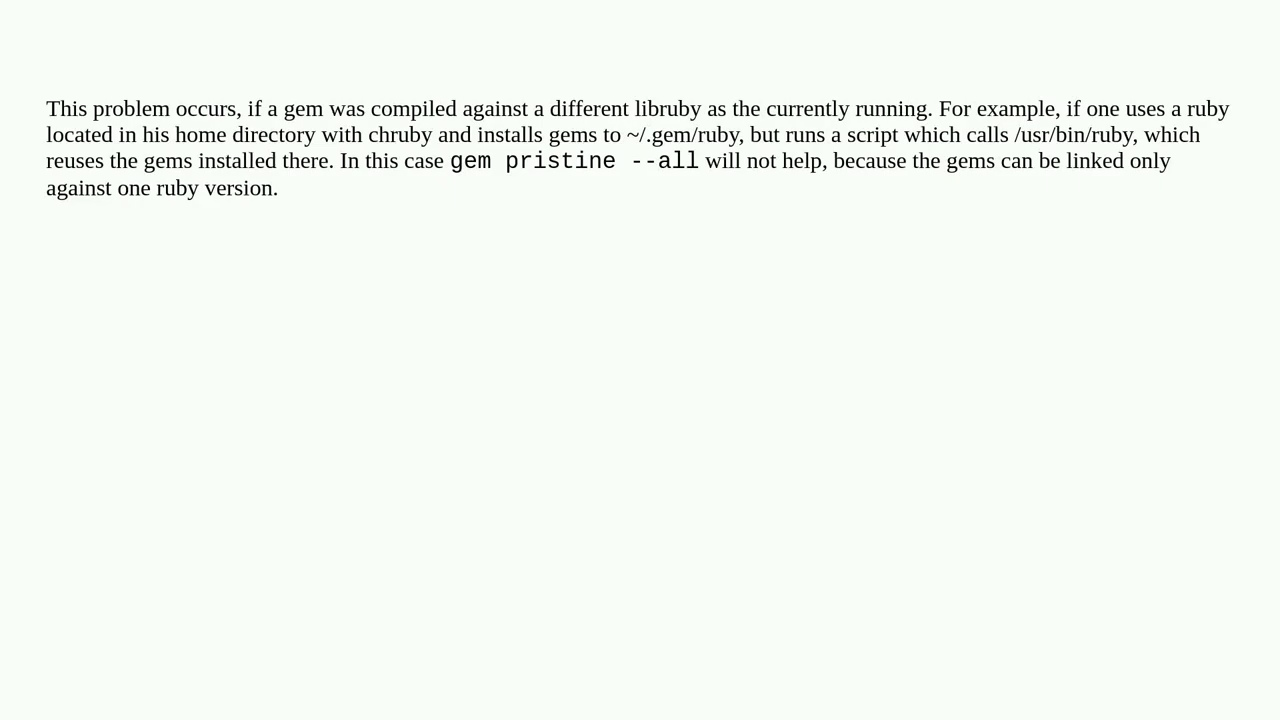 This problem occurs, if a gem was compiled against a different libruby as the currently running. For example, if one uses a ruby
located in his home directory with chruby and installs gems to ~/.gem/ruby, but runs a script which calls /usr/bin/ruby, which
reuses the gems installed there. In this case gem pristine --all will not help, because the gems can be linked only
against one ruby version.